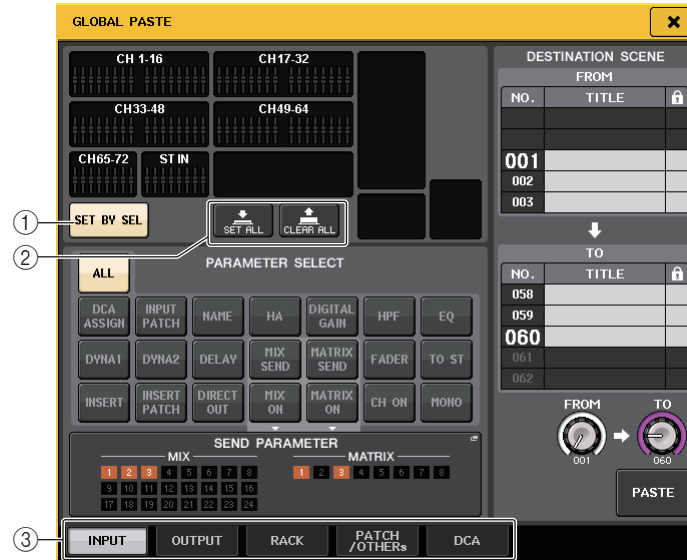 GLOBAL PASTE
CH 1-16
CH17-32
CH33-48
CH49-64
CH65-72
ST IN
①
SET BY SEL
②
SET ALL
CLEAR ALL
ALL
PARAMETER SELECT
DCA ASSIGN
INPUT PATCH
NAME
HA
DIGITAL GAIN
HPF
EQ
DYNA1
DYNA2
DELAY
MIX SEND
MATRIX SEND
FADER
TO ST
INSERT
INSERT PATCH
DIRECT OUT
MIX ON
MATRIX ON
CH ON
MONO
SEND PARAMETER
MIX
MATRIX
1 2 3 4 5 6 7 8
1 2 3 4 5 6 7 8
9 10 11 12 13 14 15 16
17 18 19 20 21 22 23 24
③
INPUT
OUTPUT
RACK
PATCH /OTHERs
DCA
DESTINATION SCENE
FROM
NO. TITLE
001
002
003
TO
NO. TITLE
058
059
060
061
062
FROM
TO
001
060
PASTE